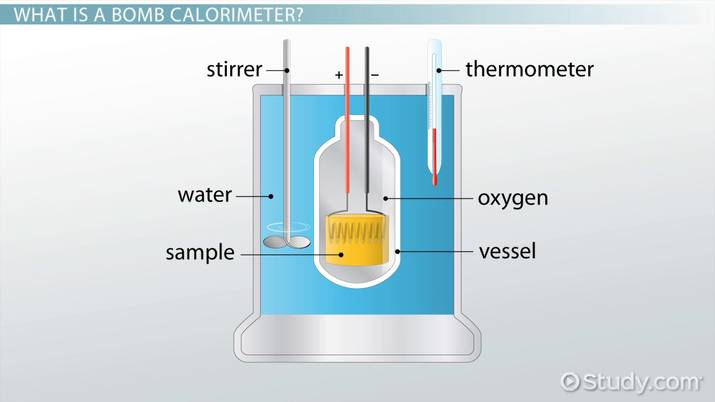 WHAT IS A BOMB CALORIMETER?
stirrer
+
−
thermometer
water
oxygen
sample
vessel
Study.com